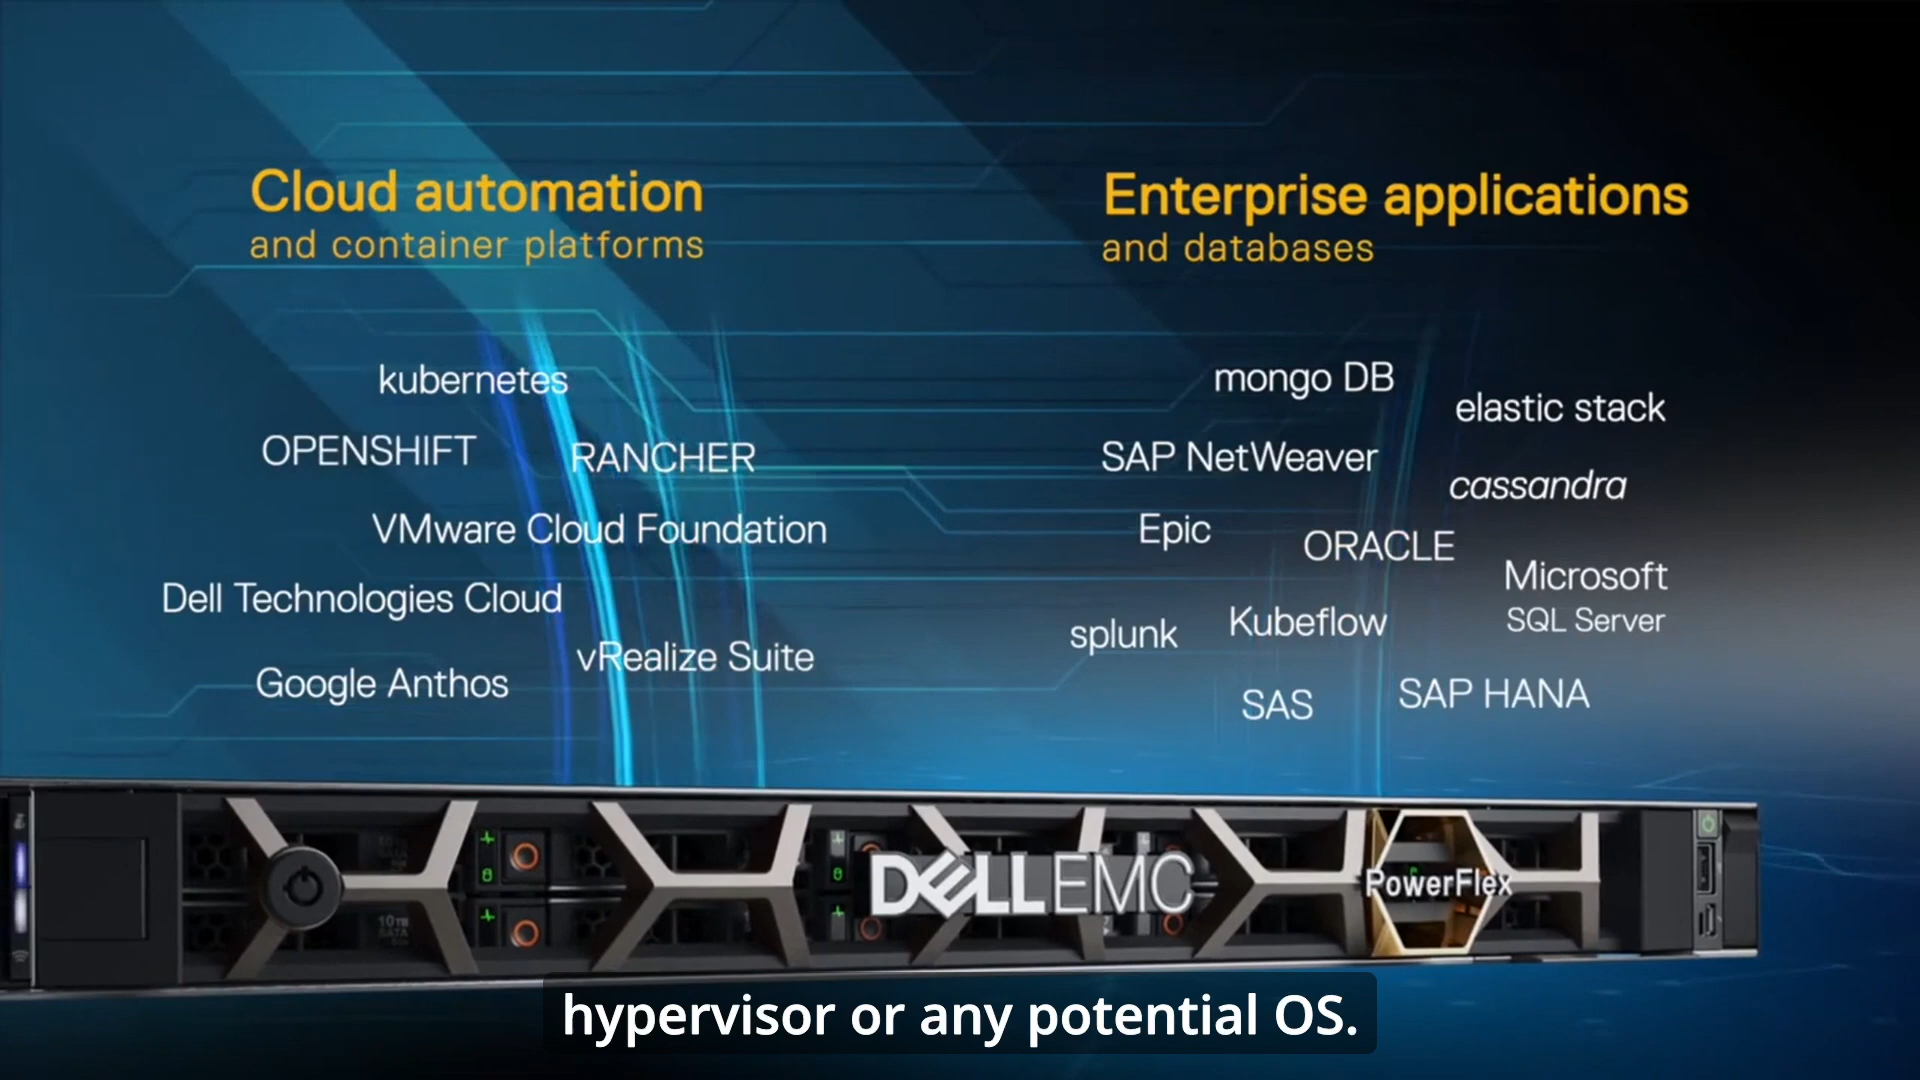 Cloud automation
and container platforms
kubernetes
OPENSHIFT
RANCHER
VMware Cloud Foundation
Dell Technologies Cloud
vRealize Suite
Google Anthos
Enterprise applications
and databases
mongo DB
elastic stack
SAP NetWeaver
cassandra
Epic
ORACLE
Microsoft
SQL Server
splunk
Kubeflow
SAS
SAP HANA
DELLEMC
PowerFlex
10TB
SATA
hypervisor or any potential OS.